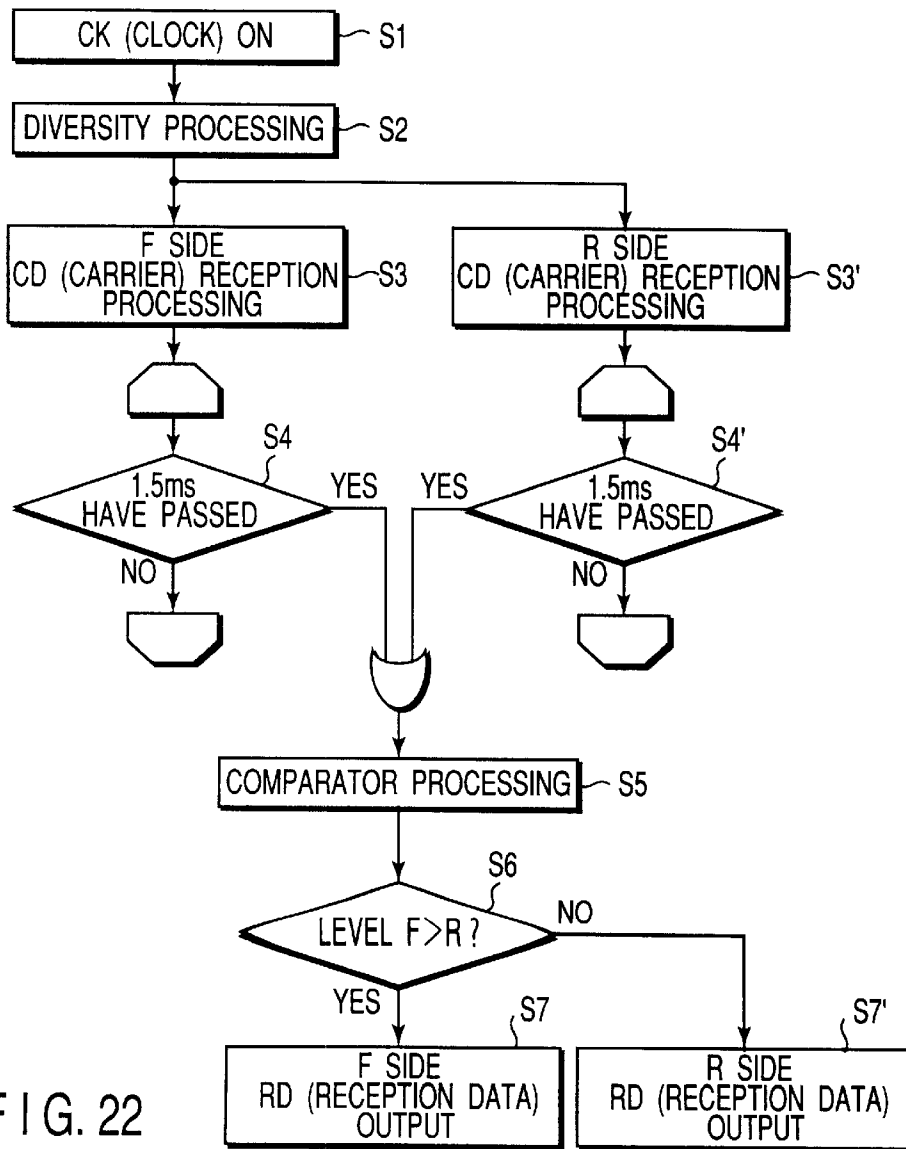 CK (CLOCK) ON
S1
DIVERSITY PROCESSING
S2
F SIDE
CD (CARRIER) RECEPTION
PROCESSING
S3
R SIDE
CD (CARRIER) RECEPTION
PROCESSING
S3'
S4
1.5ms
HAVE PASSED
YES
NO
S4'
1.5ms
HAVE PASSED
YES
NO
COMPARATOR PROCESSING
S5
S6
LEVEL F>R?
NO
YES
S7
F SIDE
RD (RECEPTION DATA)
OUTPUT
S7'
R SIDE
RD (RECEPTION DATA)
OUTPUT
FIG. 22